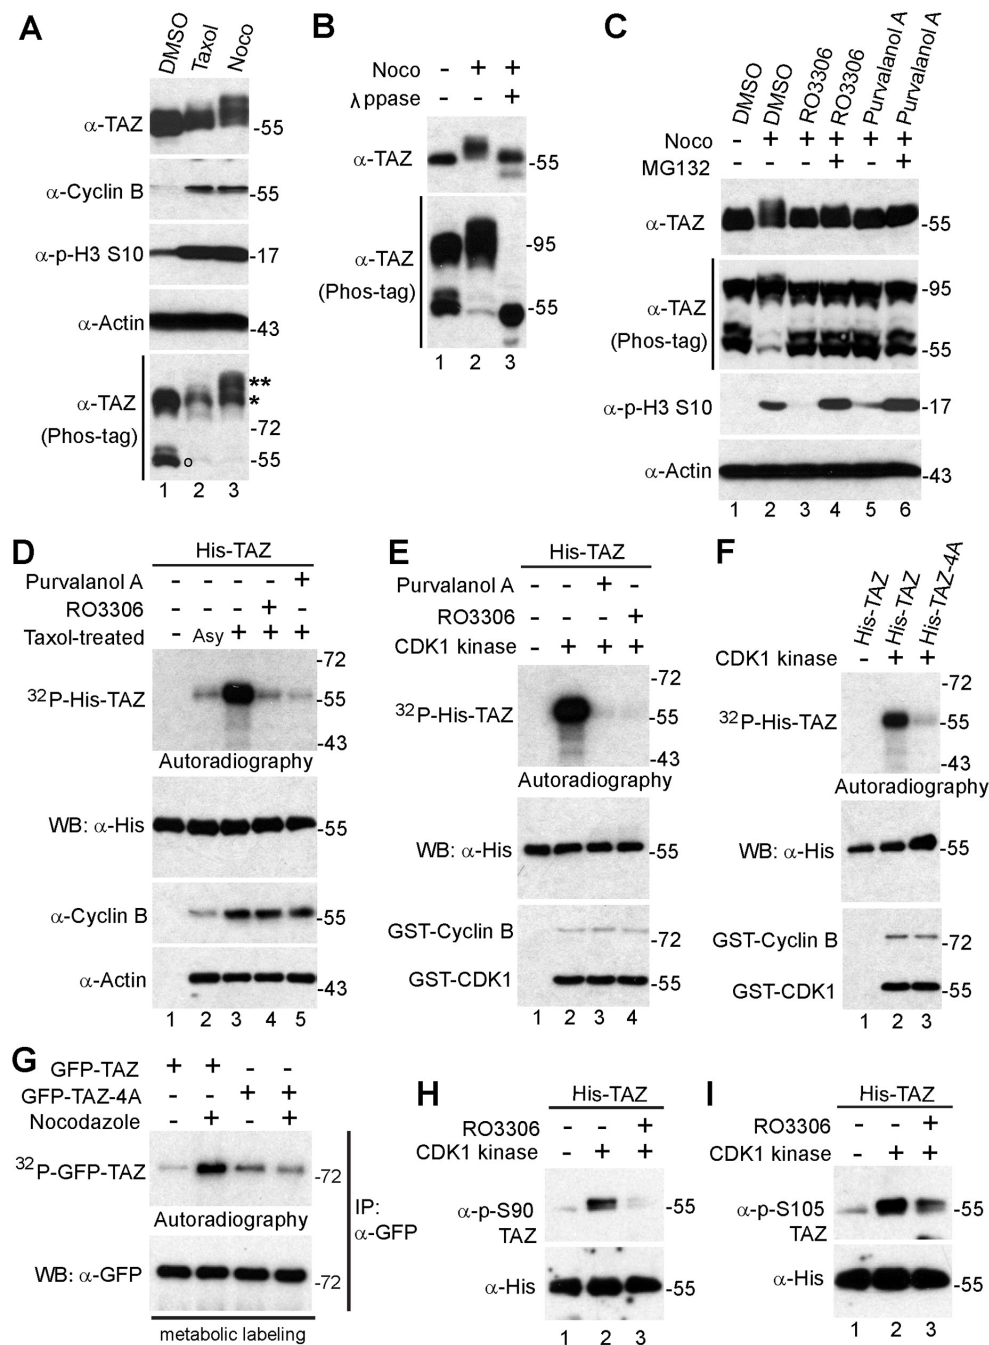 A
DMSO
Taxol
Noco
α-TAZ
-55
α-Cyclin B
-55
α-p-H3 S10
-17
α-Actin
-43
α-TAZ
(Phos-tag)
**
*
-72
-55
o
1 2 3
B
Noco - + +
λ ppase - - +
α-TAZ
-55
α-TAZ
(Phos-tag)
-95
-55
1 2 3
C
DMSO
DMSO
RO3306
RO3306
Purvalanol A
Purvalanol A
Noco - + + + + +
MG132 - - - + - +
α-TAZ
-55
α-TAZ
(Phos-tag)
-95
-55
α-p-H3 S10
-17
α-Actin
-43
1 2 3 4 5 6
D
His-TAZ
Purvalanol A - - - - +
RO3306 - - - + -
Taxol-treated - Asy + + +
-72
32P-His-TAZ
-55
-43
Autoradiography
WB: α-His
-55
α-Cyclin B
-55
α-Actin
-43
1 2 3 4 5
E
His-TAZ
Purvalanol A - - + -
RO3306 - - - +
CDK1 kinase - + + +
-72
32P-His-TAZ
-55
-43
Autoradiography
WB: α-His
-55
GST-Cyclin B
-72
GST-CDK1
-55
1 2 3 4
F
His-TAZ
His-TAZ
His-TAZ-4A
CDK1 kinase - + +
-72
32P-His-TAZ
-55
-43
Autoradiography
WB: α-His
-55
GST-Cyclin B
-72
GST-CDK1
-55
1 2 3
G
GFP-TAZ + + - -
GFP-TAZ-4A - - + +
Nocodazole - + - +
32P-GFP-TAZ
-72
Autoradiography
IP:
α-GFP
WB: α-GFP
-72
metabolic labeling
H
His-TAZ
RO3306 - - +
CDK1 kinase - + +
α-p-S90
TAZ
-55
α-His
-55
1 2 3
I
His-TAZ
RO3306 - - +
CDK1 kinase - + +
α-p-S105
TAZ
-55
α-His
-55
1 2 3